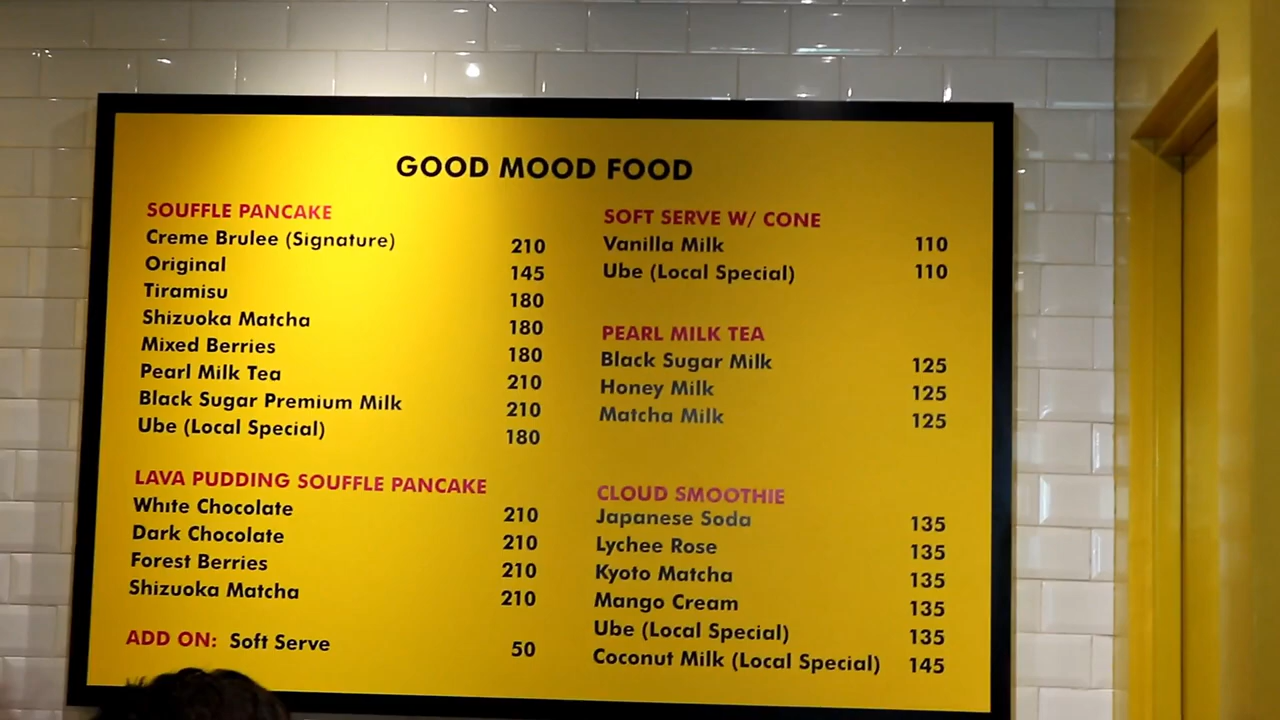 GOOD MOOD FOOD
SOUFFLE PANCAKE
Creme Brulee (Signature) 210
Original 145
Tiramisu 180
Shizuoka Matcha 180
Mixed Berries 180
Pearl Milk Tea 210
Black Sugar Premium Milk 210
Ube (Local Special) 180
LAVA PUDDING SOUFFLE PANCAKE
White Chocolate 210
Dark Chocolate 210
Forest Berries 210
Shizuoka Matcha 210
ADD ON: Soft Serve 50
SOFT SERVE W/ CONE
Vanilla Milk 110
Ube (Local Special) 110
PEARL MILK TEA
Black Sugar Milk 125
Honey Milk 125
Matcha Milk 125
CLOUD SMOOTHIE
Japanese Soda 135
Lychee Rose 135
Kyoto Matcha 135
Mango Cream 135
Ube (Local Special) 135
Coconut Milk (Local Special) 145